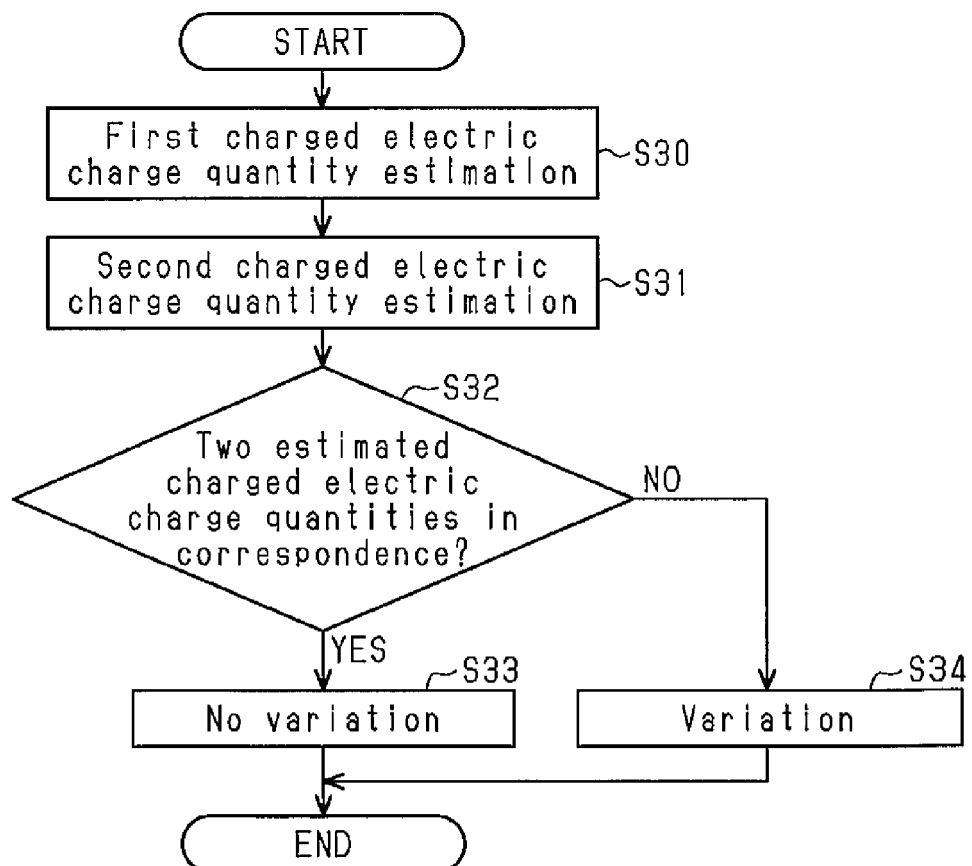 START
First charged electric
charge quantity estimation
S30
Second charged electric
charge quantity estimation
S31
S32
Two estimated
charged electric
charge quantities in
correspondence?
NO
YES
S33
No variation
S34
Variation
END